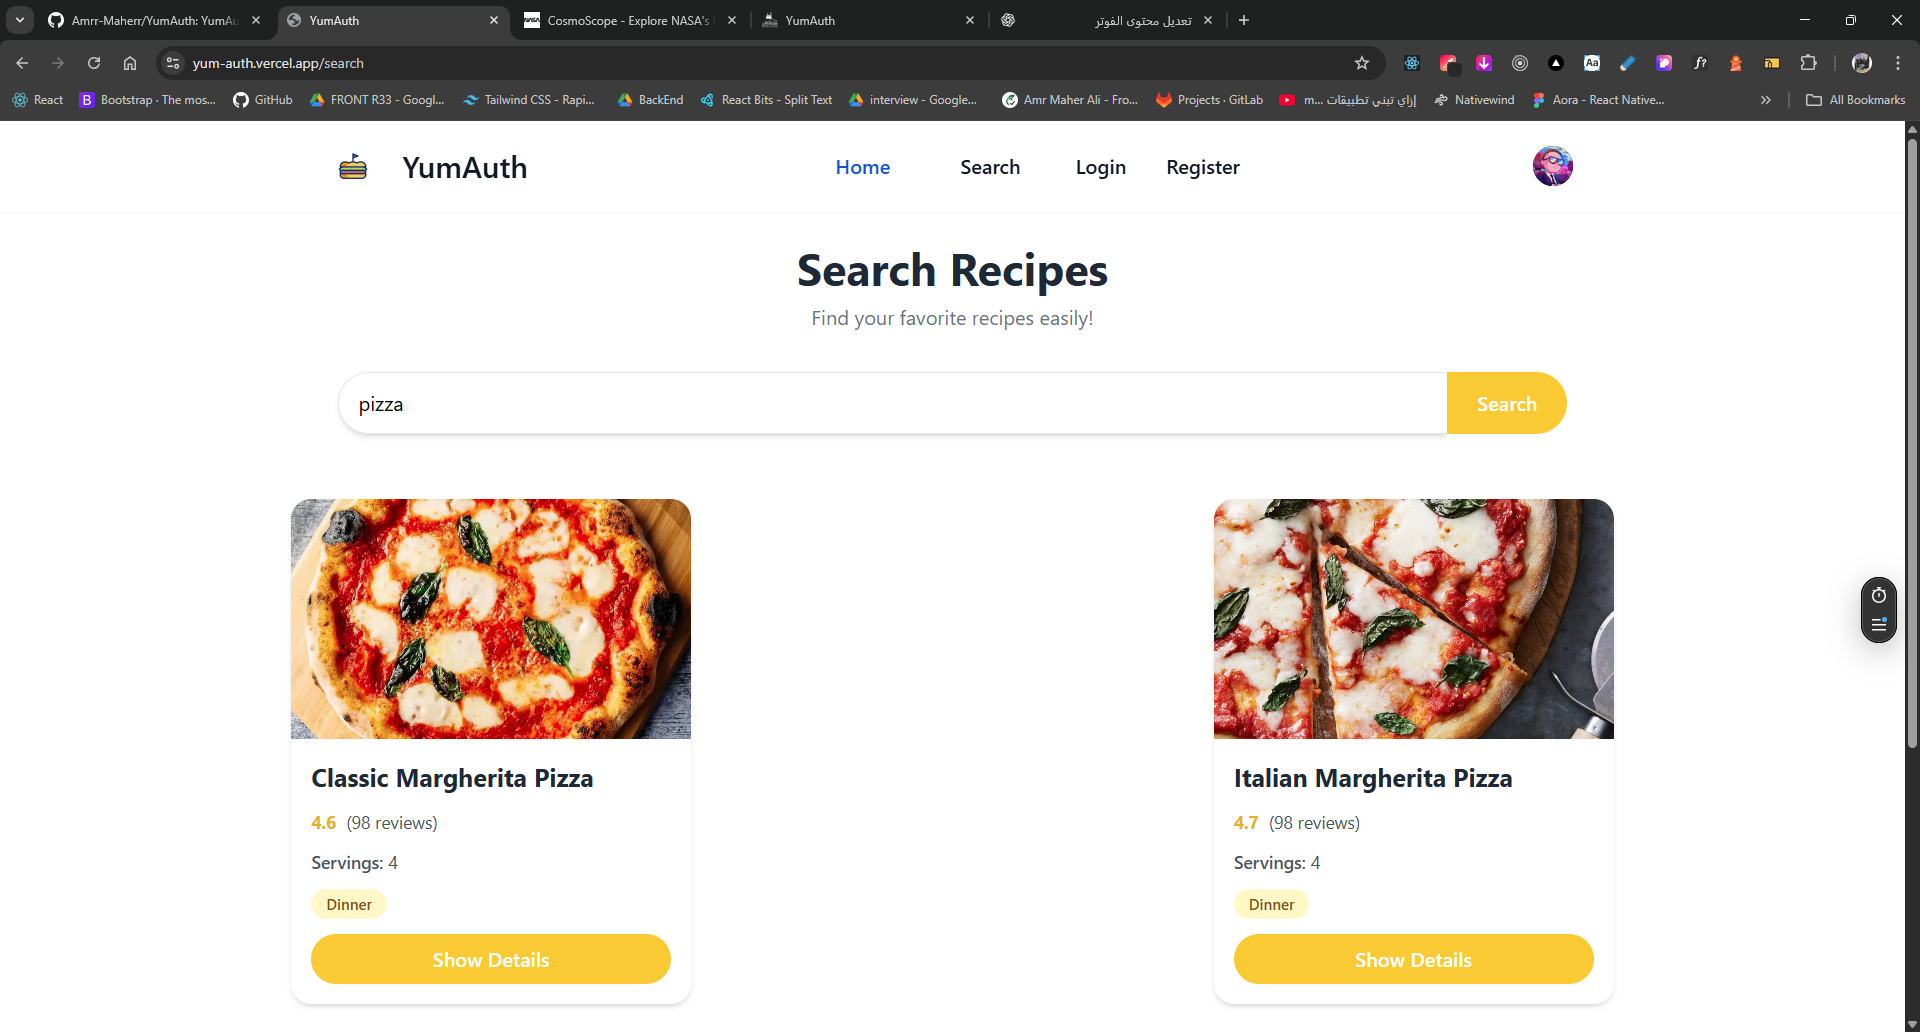 Amrr-Maherr/YumAuth: YumAu
YumAuth
CosmoScope - Explore NASA's
YumAuth
تعديل محتوى الفوتر
yum-auth.vercel.app/search
React
Bootstrap · The mos...
GitHub
FRONT R33 - Googl...
Tailwind CSS - Rapi...
BackEnd
React Bits - Split Text
interview - Google...
Amr Maher Ali - Fro...
Projects · GitLab
إزاي تبني تطبيقات m...
Nativewind
Aora - React Native...
All Bookmarks
YumAuth
Home
Search
Login
Register
Search Recipes
Find your favorite recipes easily!
pizza
Search
Classic Margherita Pizza
4.6 (98 reviews)
Servings: 4
Dinner
Show Details
Italian Margherita Pizza
4.7 (98 reviews)
Servings: 4
Dinner
Show Details